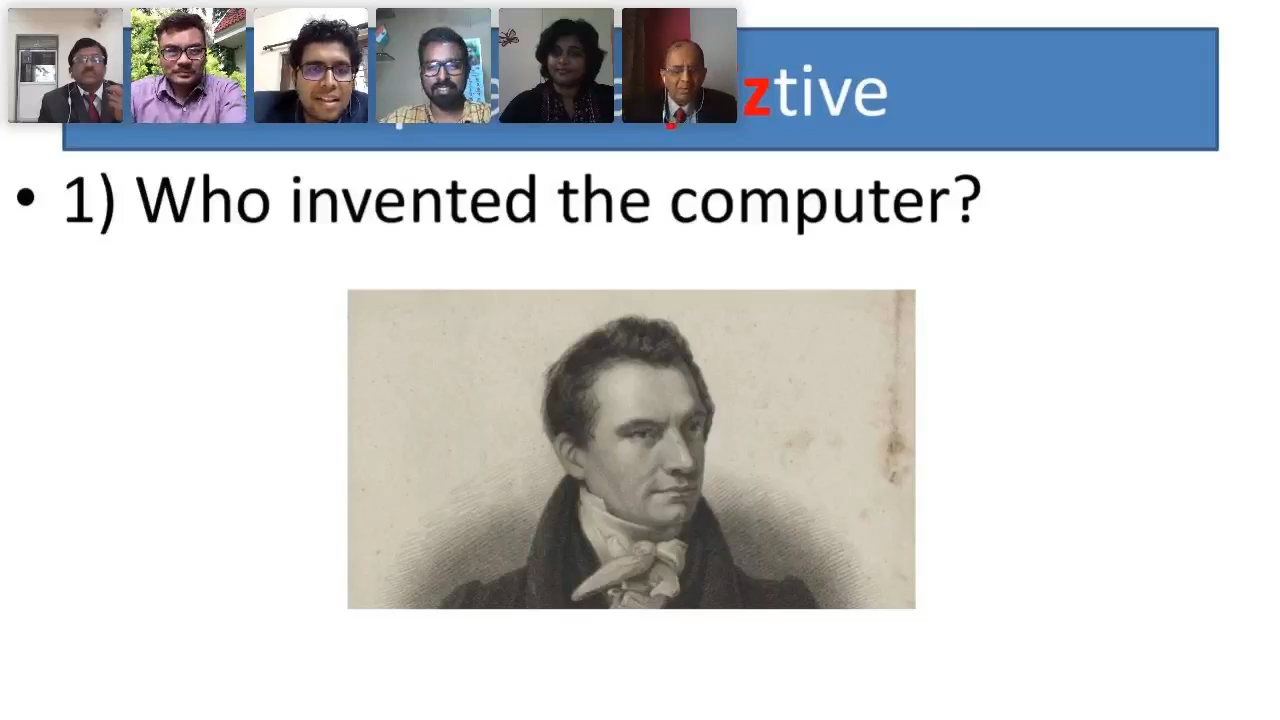 ztive
• 1) Who invented the computer?